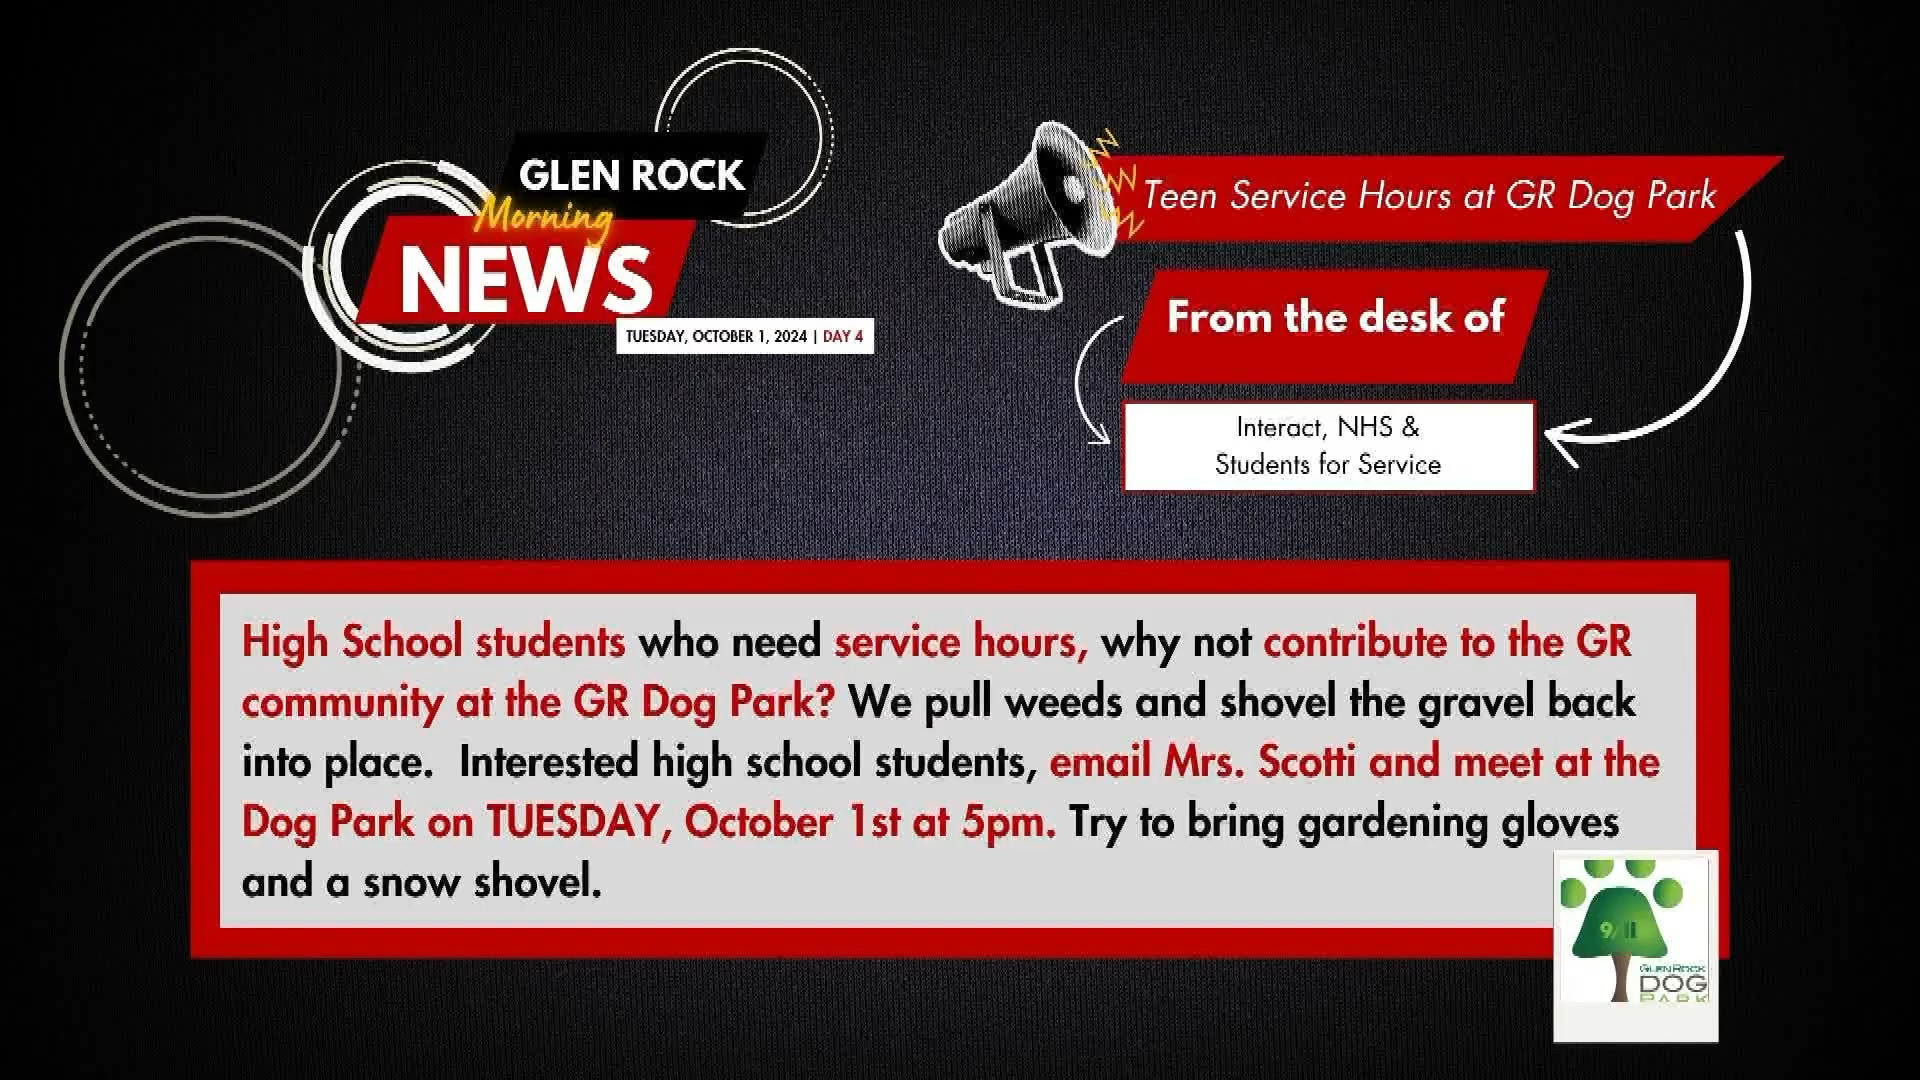 GLEN ROCK
Morning
NEWS
TUESDAY, OCTOBER 1, 2024 | DAY 4
Teen Service Hours at GR Dog Park
From the desk of
Interact, NHS &
Students for Service
High School students who need service hours, why not contribute to the GR
community at the GR Dog Park? We pull weeds and shovel the gravel back
into place.  Interested high school students, email Mrs. Scotti and meet at the
Dog Park on TUESDAY, October 1st at 5pm. Try to bring gardening gloves
and a snow shovel.
9/11
GLEN ROCK
DOG
PARK